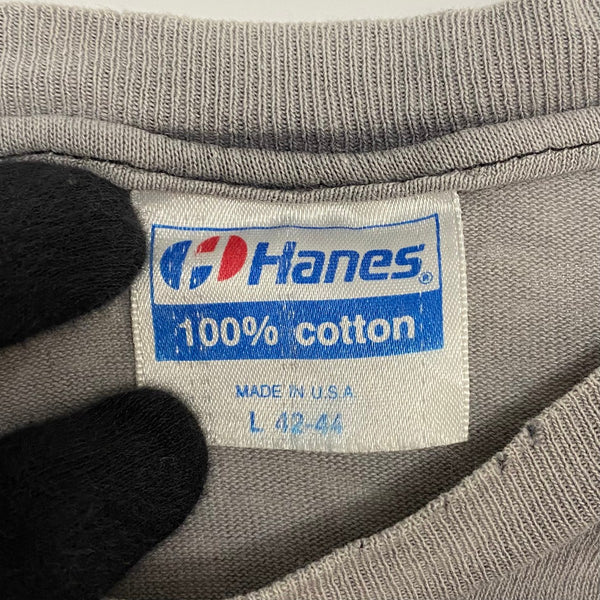 Hanes®
100% cotton
MADE IN U.S.A
L 42-44